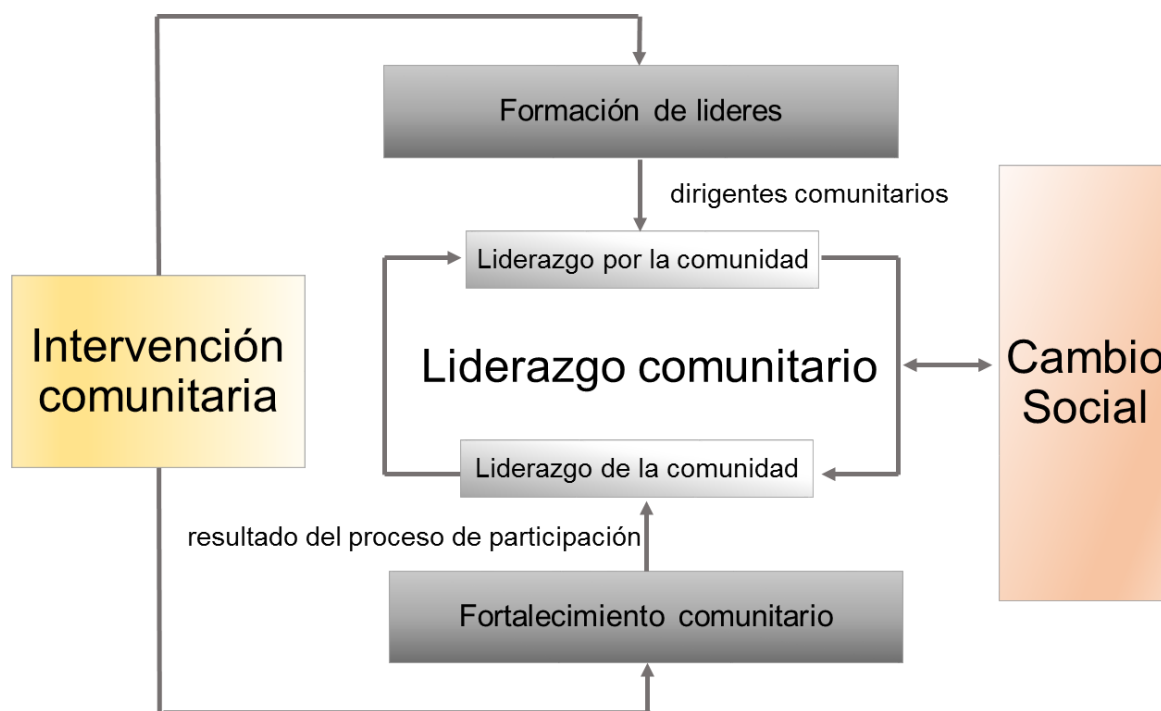 Formación de lideres
dirigentes comunitarios
Liderazgo por la comunidad
Intervención
comunitaria
Liderazgo comunitario
Cambio
Social
Liderazgo de la comunidad
resultado del proceso de participación
Fortalecimiento comunitario